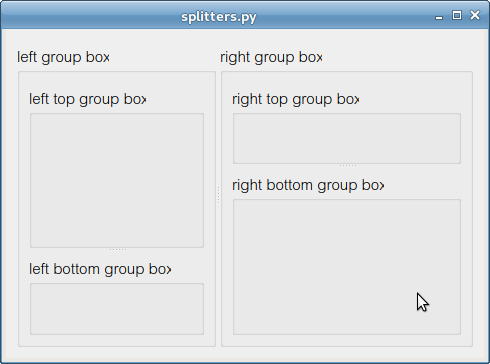 splitters.py
left group box
right group box
left top group box
right top group box
right bottom group box
left bottom group box